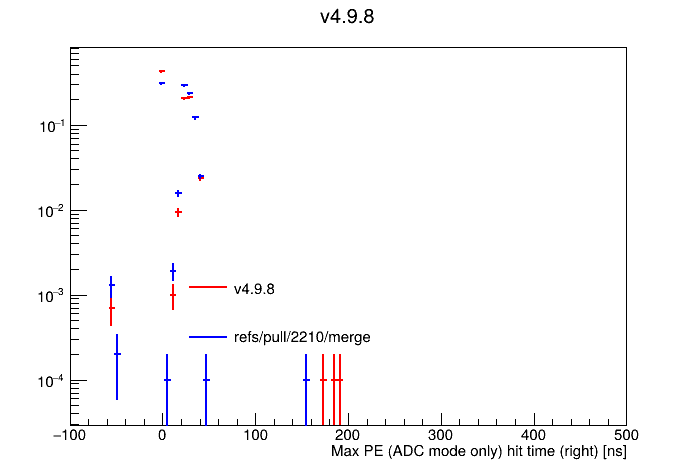 v4.9.8
10⁻¹
10⁻²
10⁻³
10⁻⁴
v4.9.8
refs/pull/2210/merge
−100 0 100 200 300 400 500
Max PE (ADC mode only) hit time (right) [ns]